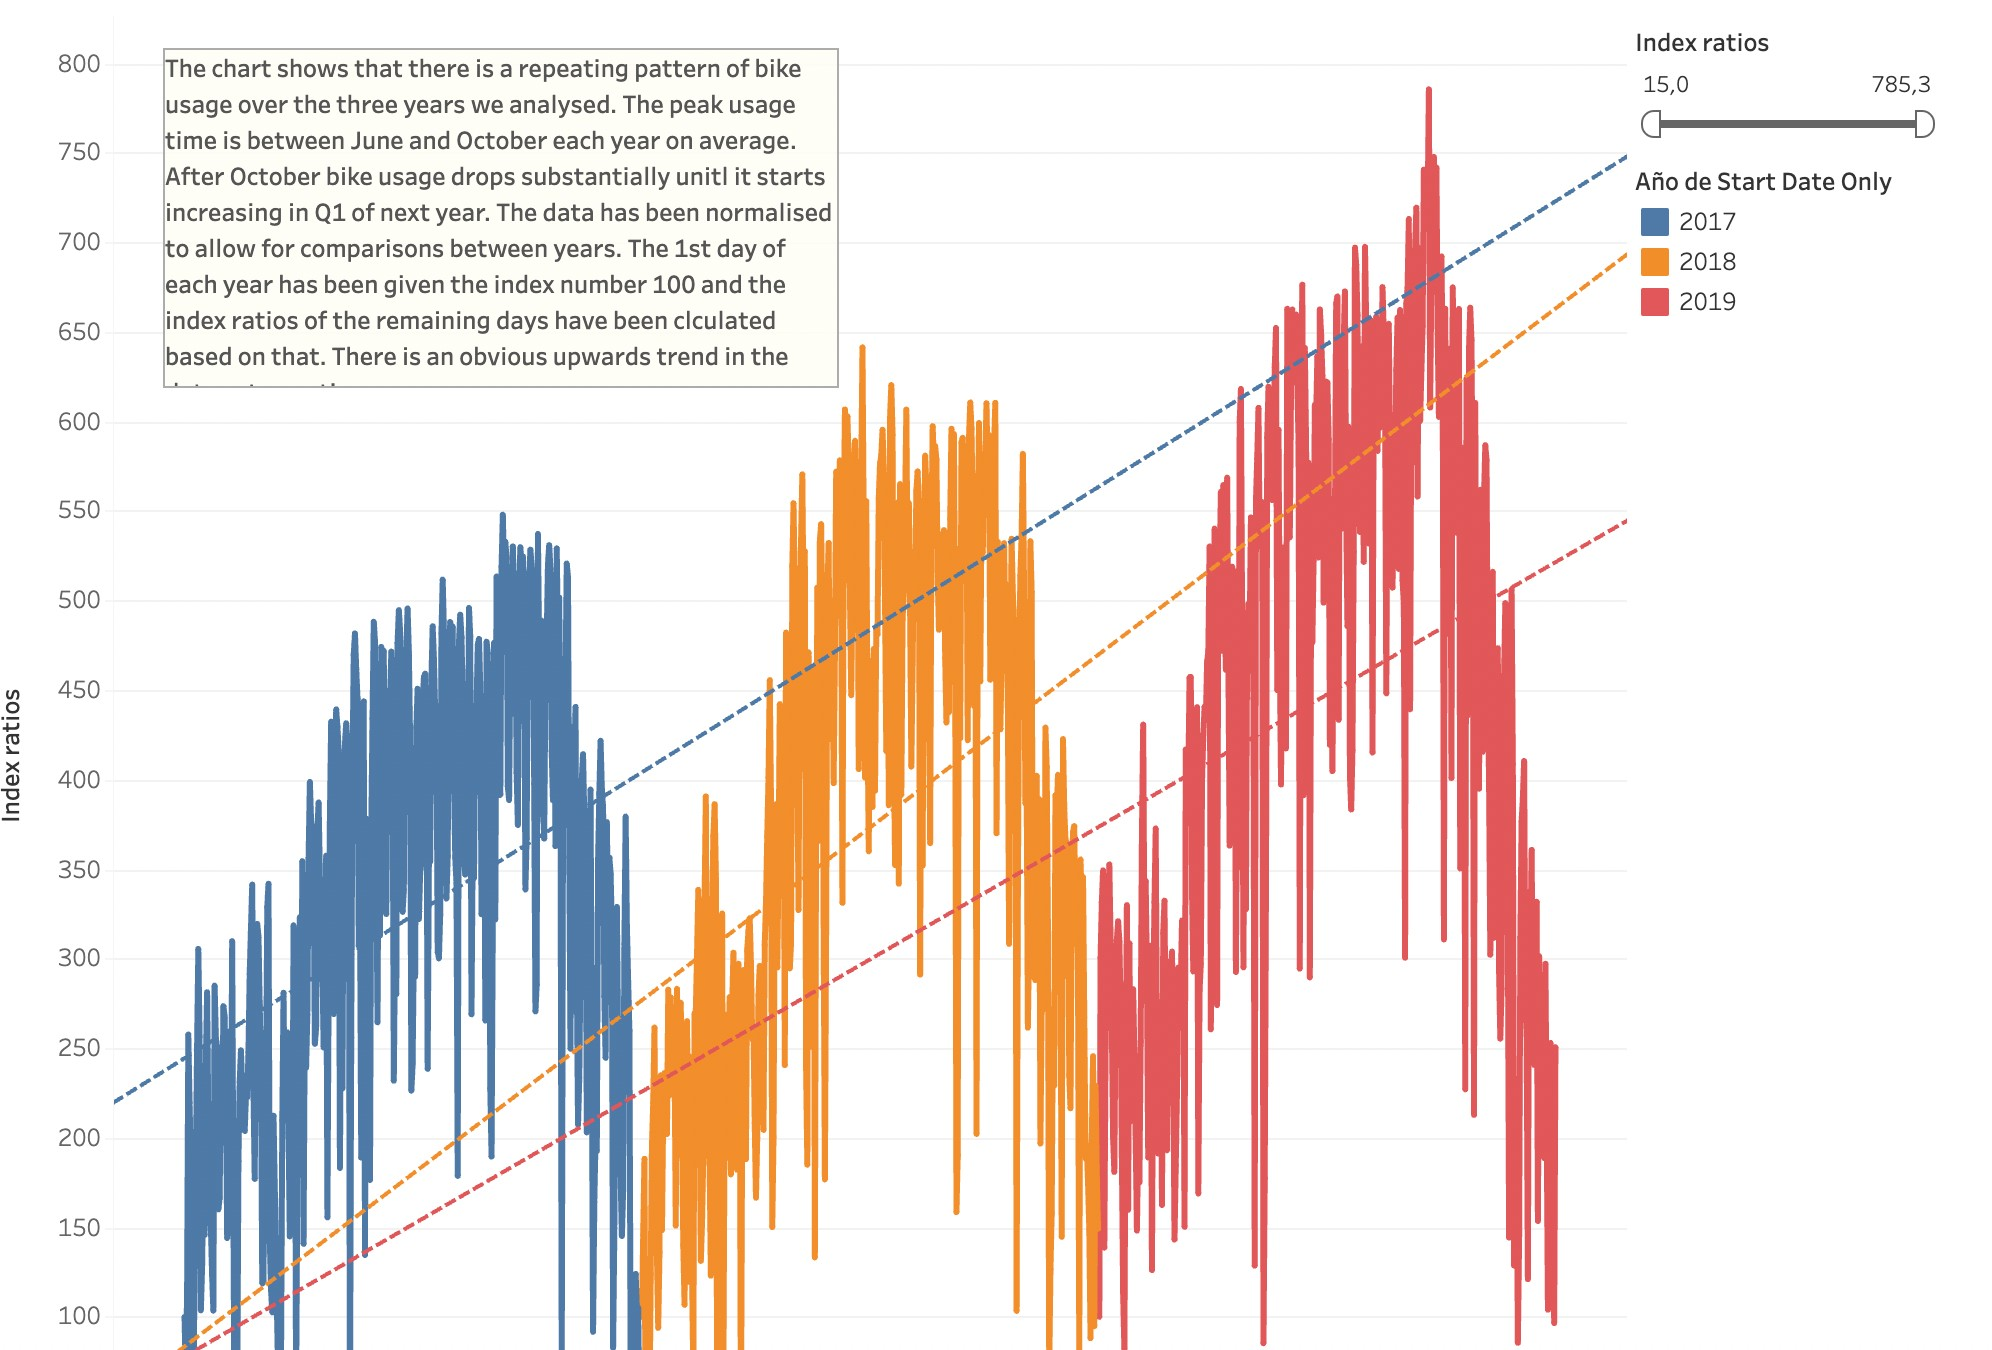 The chart shows that there is a repeating pattern of bike
usage over the three years we analysed. The peak usage
time is between June and October each year on average.
After October bike usage drops substantially unitl it starts
increasing in Q1 of next year. The data has been normalised
to allow for comparisons between years. The 1st day of
each year has been given the index number 100 and the
index ratios of the remaining days have been clculated
based on that. There is an obvious upwards trend in the
800
750
700
650
600
550
500
450
400
350
300
250
200
150
100
Index ratios
Index ratios
15,0 785,3
Año de Start Date Only
2017
2018
2019